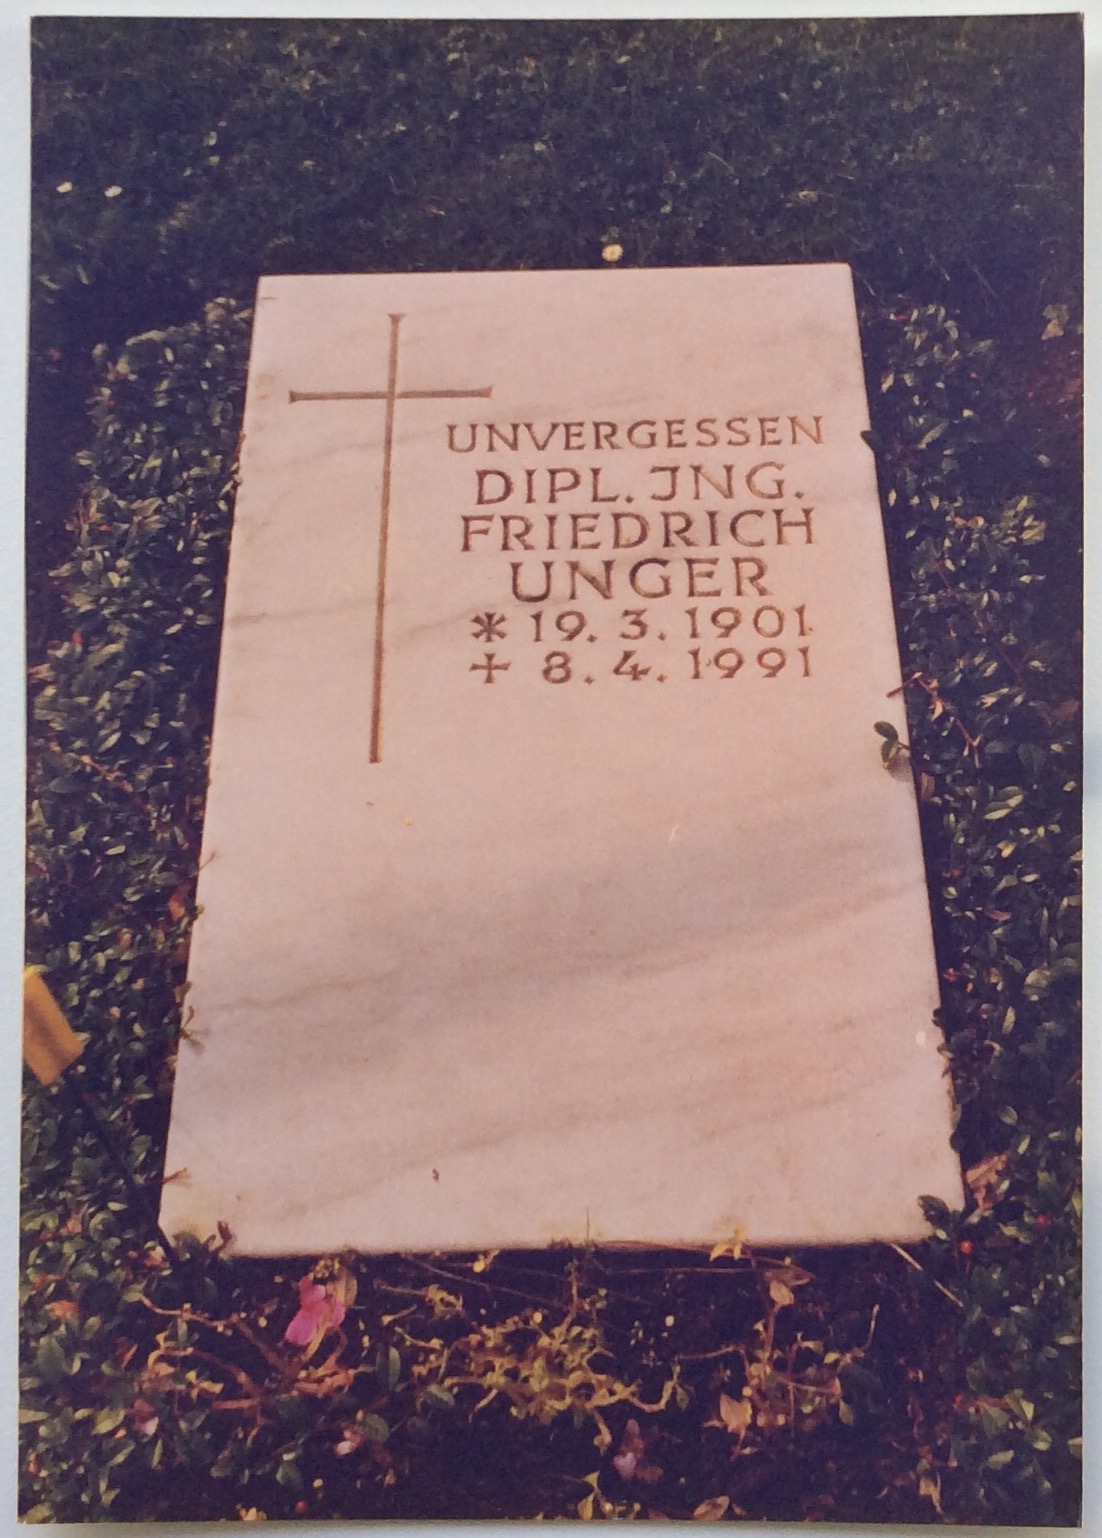 UNVERGESSEN
DIPL. JNG.
FRIEDRICH
UNGER
* 19. 3. 1901
+ 8. 4. 1991